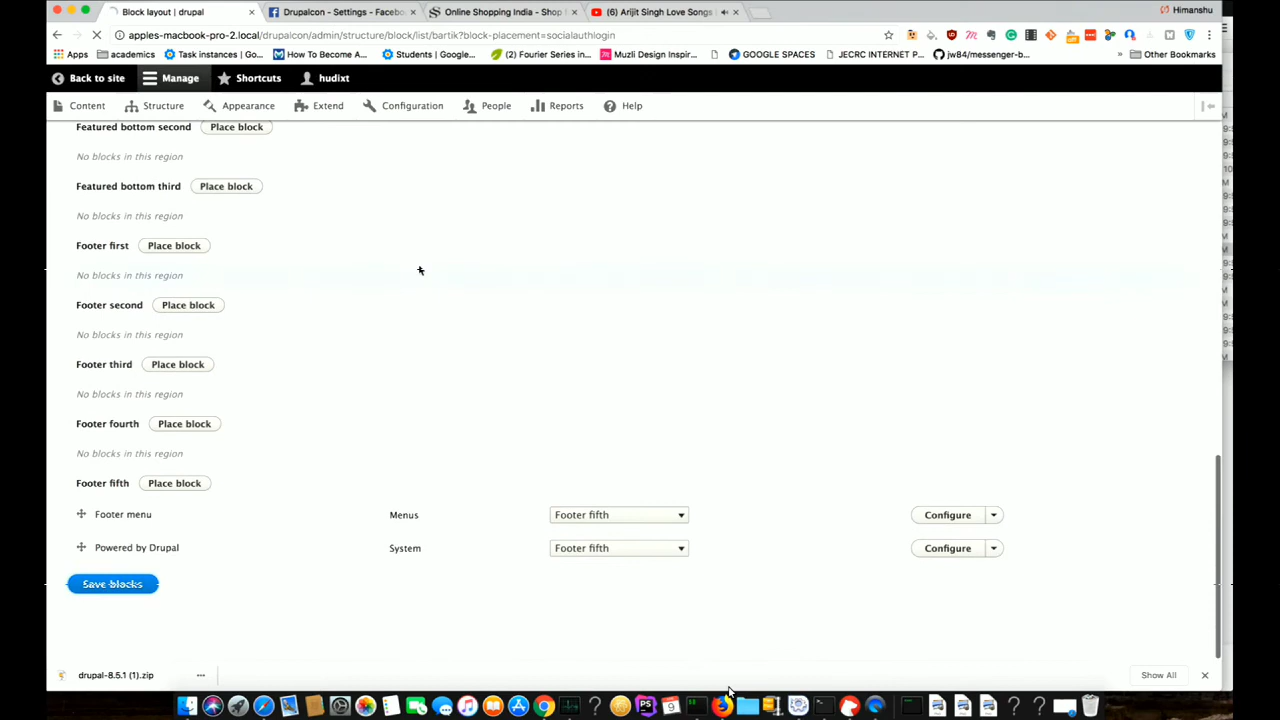 Block layout | drupal
Drupalcon - Settings - Facebo
Online Shopping India - Shop
(6) Arijit Singh Love Songs
Himanshu
apples-macbook-pro-2.local/drupalcon/admin/structure/block/list/bartik?block-placement=socialauthlogin
Apps
academics
Task instances | Go...
How To Become A...
Students | Google...
(2) Fourier Series in...
Muzli Design Inspir...
GOOGLE SPACES
JECRC INTERNET P...
jw84/messenger-b...
Other Bookmarks
Back to site
Manage
Shortcuts
hudixt
Content
Structure
Appearance
Extend
Configuration
People
Reports
Help
Featured bottom second Place block
No blocks in this region
Featured bottom third Place block
No blocks in this region
Footer first Place block
No blocks in this region
Footer second Place block
No blocks in this region
Footer third Place block
No blocks in this region
Footer fourth Place block
No blocks in this region
Footer fifth Place block
Footer menu Menus Footer fifth Configure
Powered by Drupal System Footer fifth Configure
Save blocks
drupal-8.5.1 (1).zip
Show All